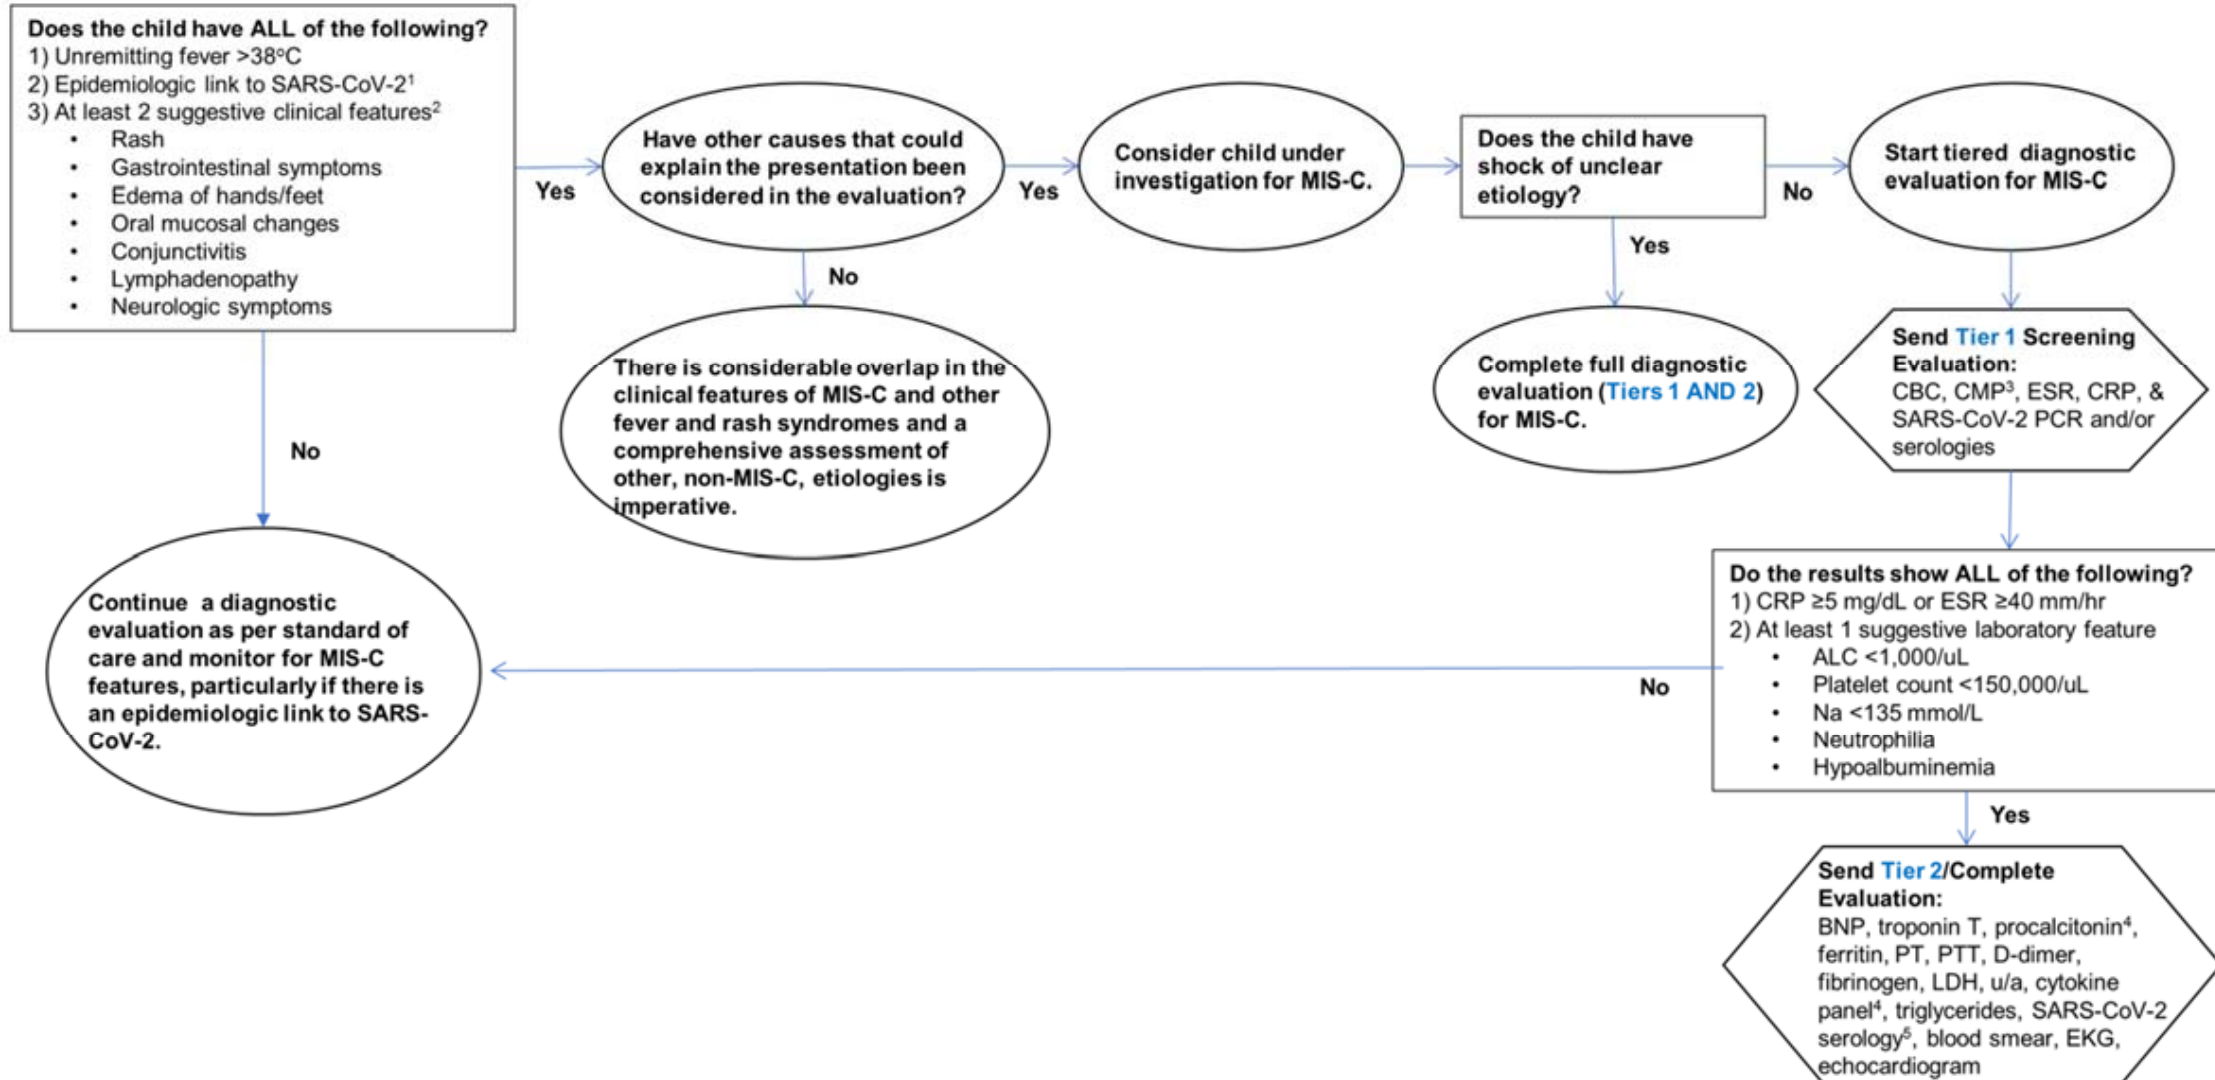 Does the child have ALL of the following?
1) Unremitting fever >38°C
2) Epidemiologic link to SARS-CoV-2¹
3) At least 2 suggestive clinical features²
• Rash
• Gastrointestinal symptoms
• Edema of hands/feet
• Oral mucosal changes
• Conjunctivitis
• Lymphadenopathy
• Neurologic symptoms
Yes
Have other causes that could
explain the presentation been
considered in the evaluation?
Yes
Consider child under
investigation for MIS-C.
Does the child have
shock of unclear
etiology?
No
Start tiered diagnostic
evaluation for MIS-C
No
There is considerable overlap in the
clinical features of MIS-C and other
fever and rash syndromes and a
comprehensive assessment of
other, non-MIS-C, etiologies is
imperative.
Yes
Complete full diagnostic
evaluation (Tiers 1 AND 2)
for MIS-C.
Send Tier 1 Screening
Evaluation:
CBC, CMP³, ESR, CRP, &
SARS-CoV-2 PCR and/or
serologies
No
Continue a diagnostic
evaluation as per standard of
care and monitor for MIS-C
features, particularly if there is
an epidemiologic link to SARS-
CoV-2.
Do the results show ALL of the following?
1) CRP ≥5 mg/dL or ESR ≥40 mm/hr
2) At least 1 suggestive laboratory feature
• ALC <1,000/uL
• Platelet count <150,000/uL
• Na <135 mmol/L
• Neutrophilia
• Hypoalbuminemia
No
Yes
Send Tier 2/Complete
Evaluation:
BNP, troponin T, procalcitonin⁴,
ferritin, PT, PTT, D-dimer,
fibrinogen, LDH, u/a, cytokine
panel⁴, triglycerides, SARS-CoV-2
serology⁵, blood smear, EKG,
echocardiogram